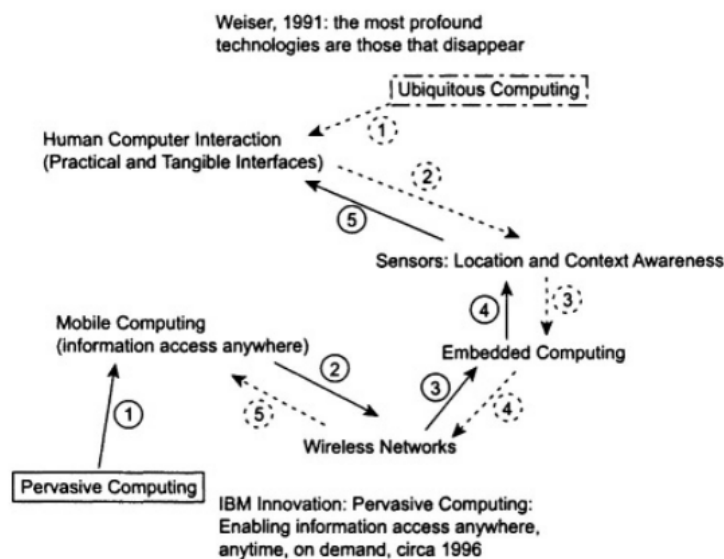 Weiser, 1991: the most profound
technologies are those that disappear
Ubiquitous Computing
1
Human Computer Interaction
(Practical and Tangible Interfaces)
2
5
Sensors: Location and Context Awareness
4
3
Mobile Computing
(information access anywhere)
Embedded Computing
2
3
4
1
5
Wireless Networks
Pervasive Computing
IBM Innovation: Pervasive Computing:
Enabling information access anywhere,
anytime, on demand, circa 1996